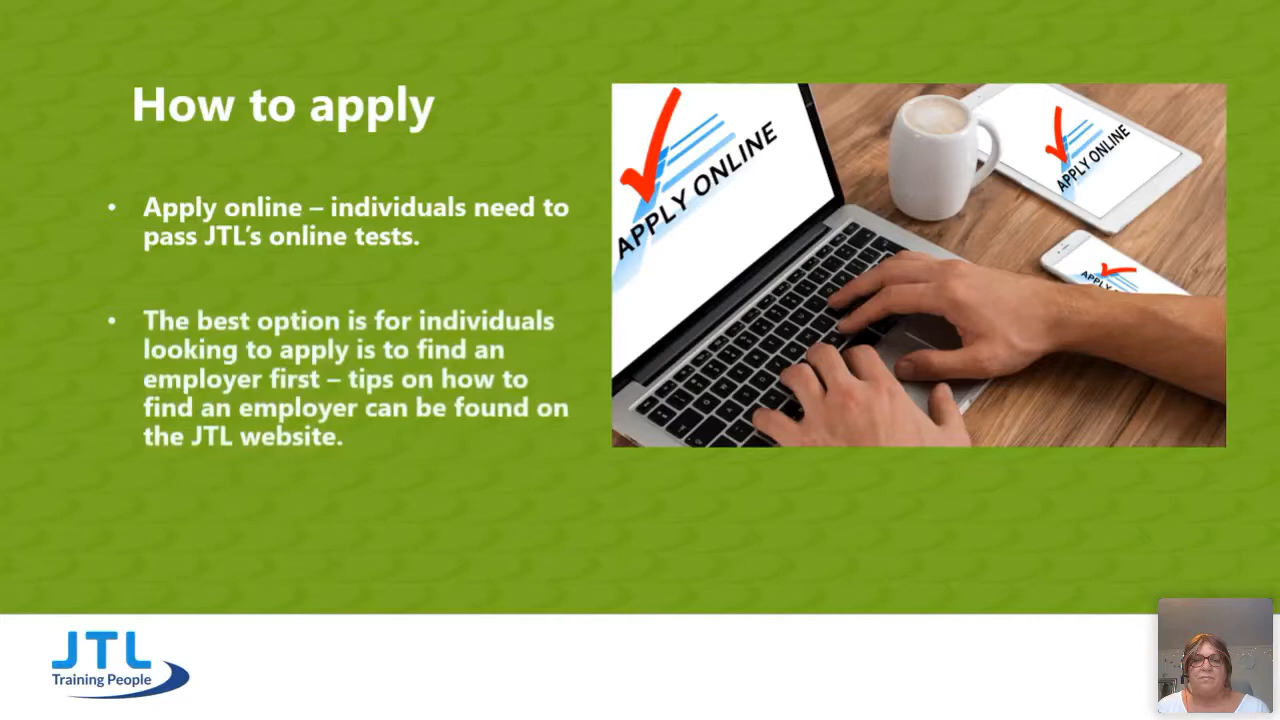 How to apply
• Apply online – individuals need to
pass JTL’s online tests.
• The best option is for individuals
looking to apply is to find an
employer first – tips on how to
find an employer can be found on
the JTL website.
APPLY ONLINE
APPLY ONLINE
APPLY
JTL
Training People